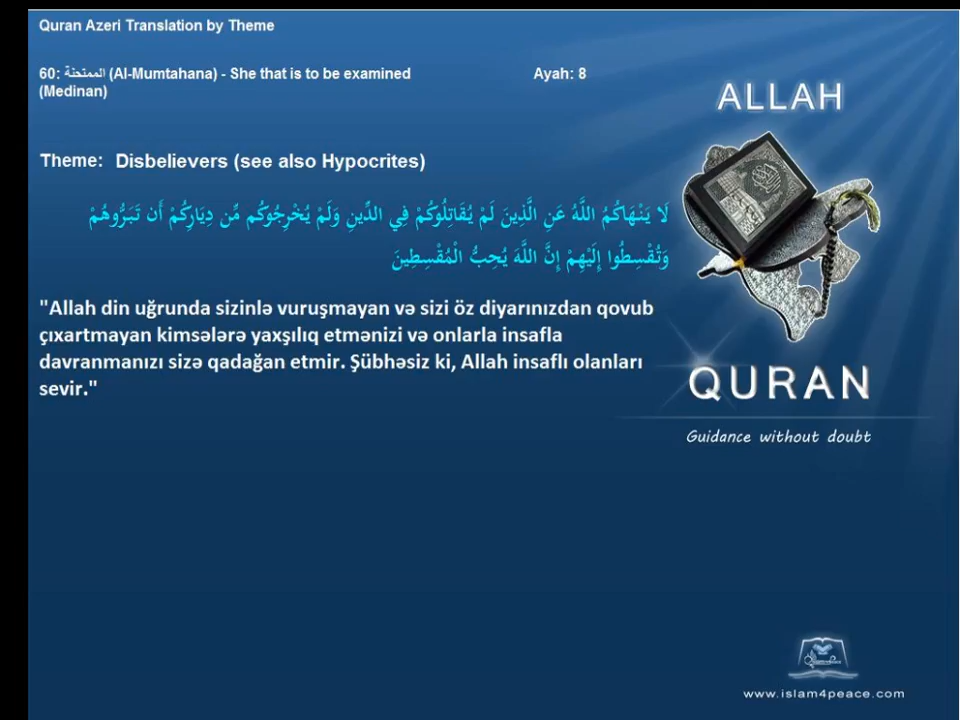 Quran Azeri Translation by Theme
60: الممتحنة (Al-Mumtahana) - She that is to be examined
(Medinan)
Ayah: 8
ALLAH
Theme: Disbelievers (see also Hypocrites)
لَا يَنْهَاكُمُ اللَّهُ عَنِ الَّذِينَ لَمْ يُقَاتِلُوكُمْ فِي الدِّينِ وَلَمْ يُخْرِجُوكُم مِّن دِيَارِكُمْ أَن تَبَرُّوهُمْ
وَتُقْسِطُوا إِلَيْهِمْ إِنَّ اللَّهَ يُحِبُّ الْمُقْسِطِينَ
"Allah din uğrunda sizinlə vuruşmayan və sizi öz diyarınızdan qovub
çıxartmayan kimsələrə yaxşılıq etmənizi və onlarla insafla
davranmanızı sizə qadağan etmir. Şübhəsiz ki, Allah insaflı olanları
sevir."
QURAN
Guidance without doubt
www.islam4peace.com